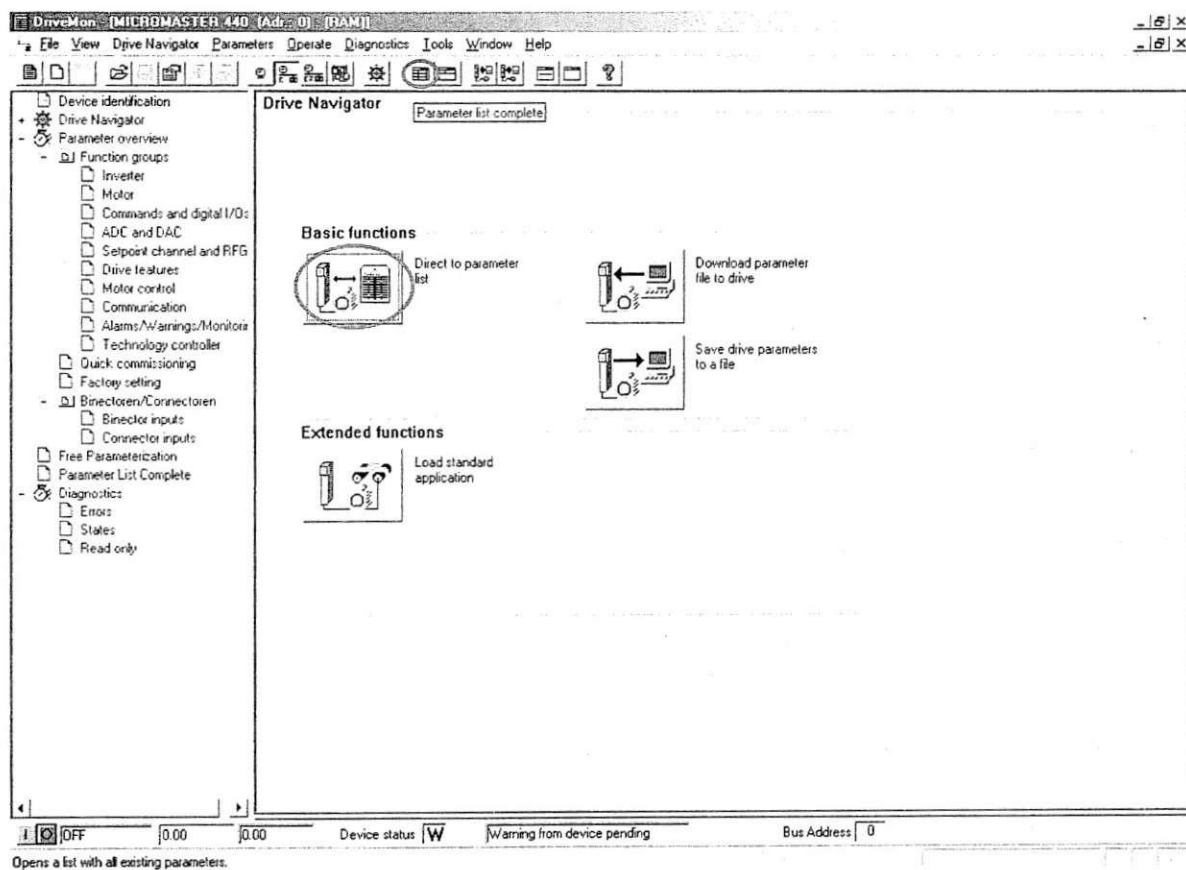 DriveMon - [MICROMASTER 440 (Adr.: 0) (RAM)]
File View Drive Navigator Parameters Operate Diagnostics Tools Window Help
Device identification
Drive Navigator
Parameter overview
Function groups
Inverter
Motor
Commands and digital I/Os
ADC and DAC
Setpoint channel and RFG
Drive features
Motor control
Communication
Alarms/Warnings/Monitorin
Technology controller
Quick commissioning
Factory setting
Binectoren/Connectoren
Binector inputs
Connector inputs
Free Parameterization
Parameter List Complete
Diagnostics
Errors
States
Read only
Drive Navigator
Parameter list complete
Basic functions
Direct to parameter
list
Download parameter
file to drive
Save drive parameters
to a file
Extended functions
Load standard
application
OFF 0.00 0.00 Device status W Warning from device pending Bus Address 0
Opens a list with all existing parameters.